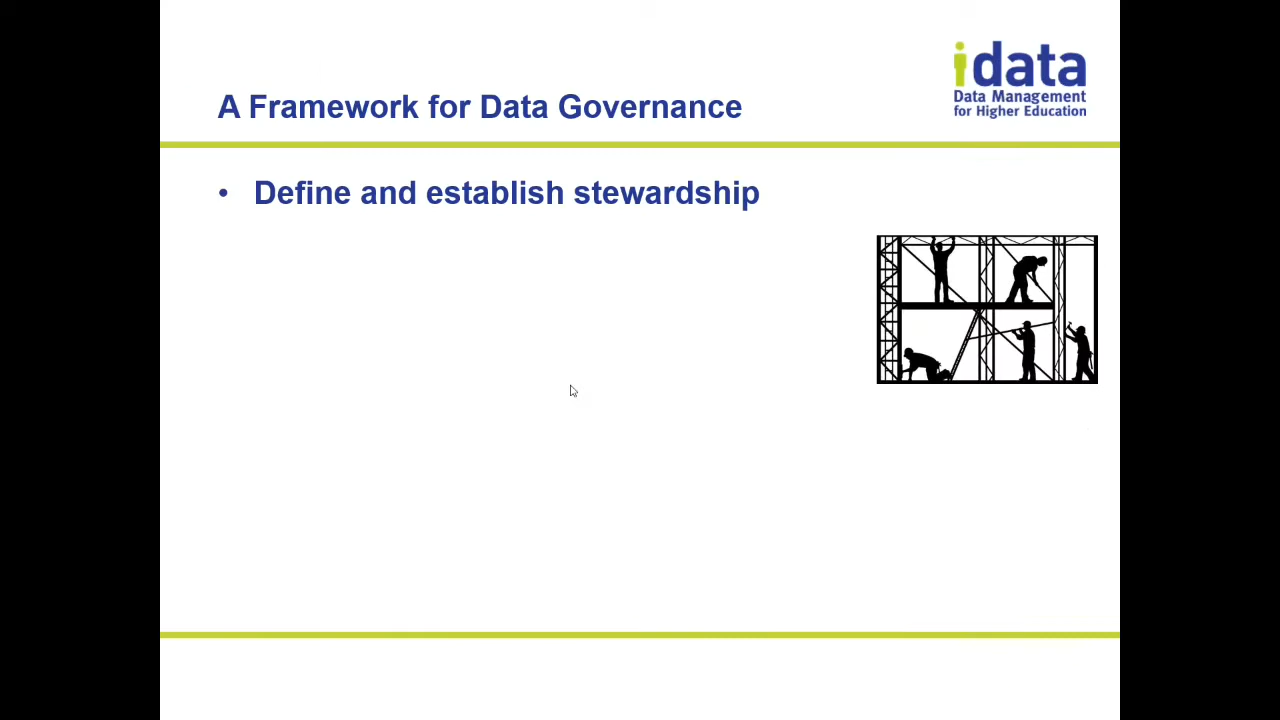 idata
Data Management
for Higher Education
A Framework for Data Governance
• Define and establish stewardship